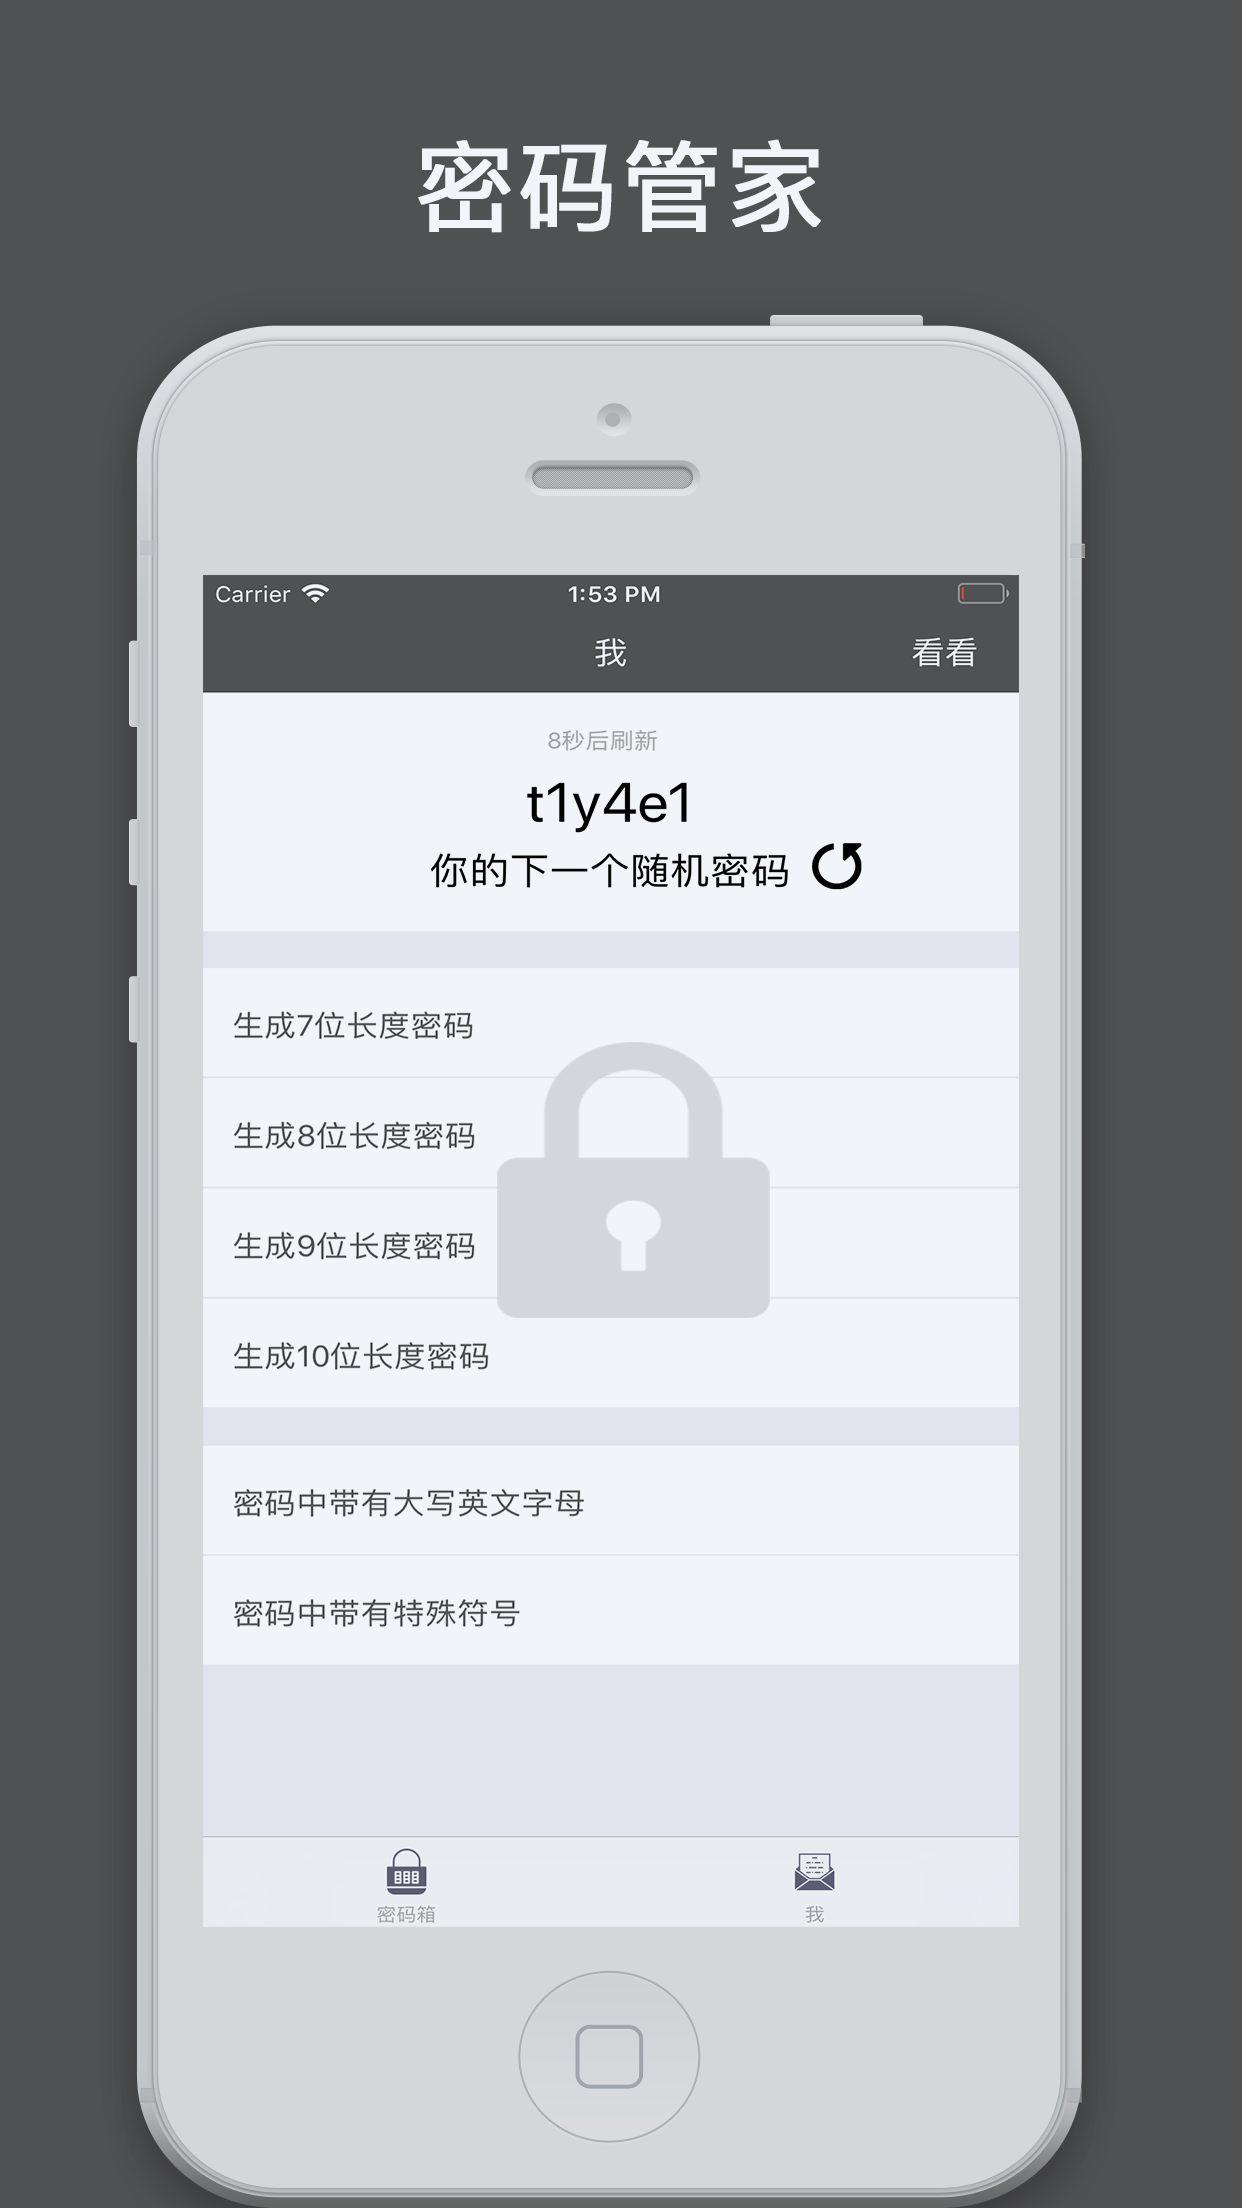 密码管家
Carrier 1:53 PM
我 看看
8秒后刷新
t1y4e1
你的下一个随机密码
生成7位长度密码
生成8位长度密码
生成9位长度密码
生成10位长度密码
密码中带有大写英文字母
密码中带有特殊符号
密码箱 我